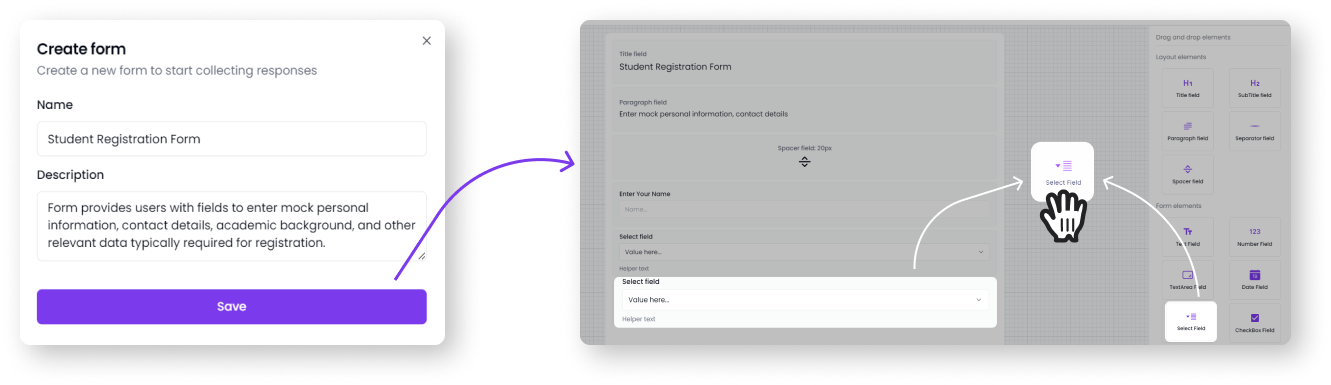 Create form
Create a new form to start collecting responses
Name
Student Registration Form
Description
Form provides users with fields to enter mock personal
information, contact details, academic background, and other
relevant data typically required for registration.
Save
Title field
Student Registration Form
Paragraph field
Enter mock personal information, contact details
Spacer field: 20px
Enter Your Name
Name...
Select field
Value here...
Helper text
Select field
Value here...
Helper text
Select Field
Drag and drop elements
Layout elements
H1
Title field
H2
SubTitle field
Paragraph field
Separator field
Spacer field
Form elements
Tт
Text Field
123
Number Field
TextArea Field
Date Field
Select Field
CheckBox Field